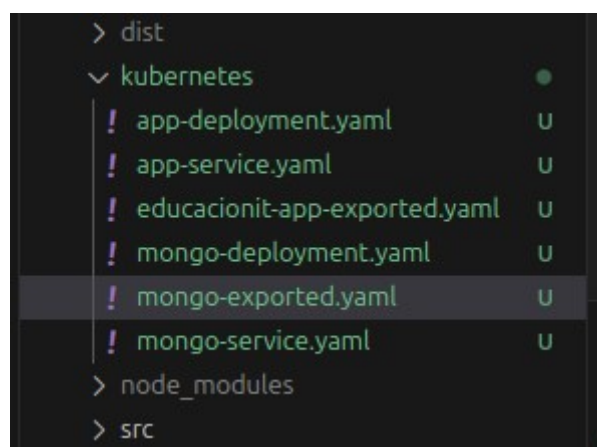 dist
kubernetes
! app-deployment.yaml U
! app-service.yaml U
! educacionit-app-exported.yaml U
! mongo-deployment.yaml U
! mongo-exported.yaml U
! mongo-service.yaml U
node_modules
src